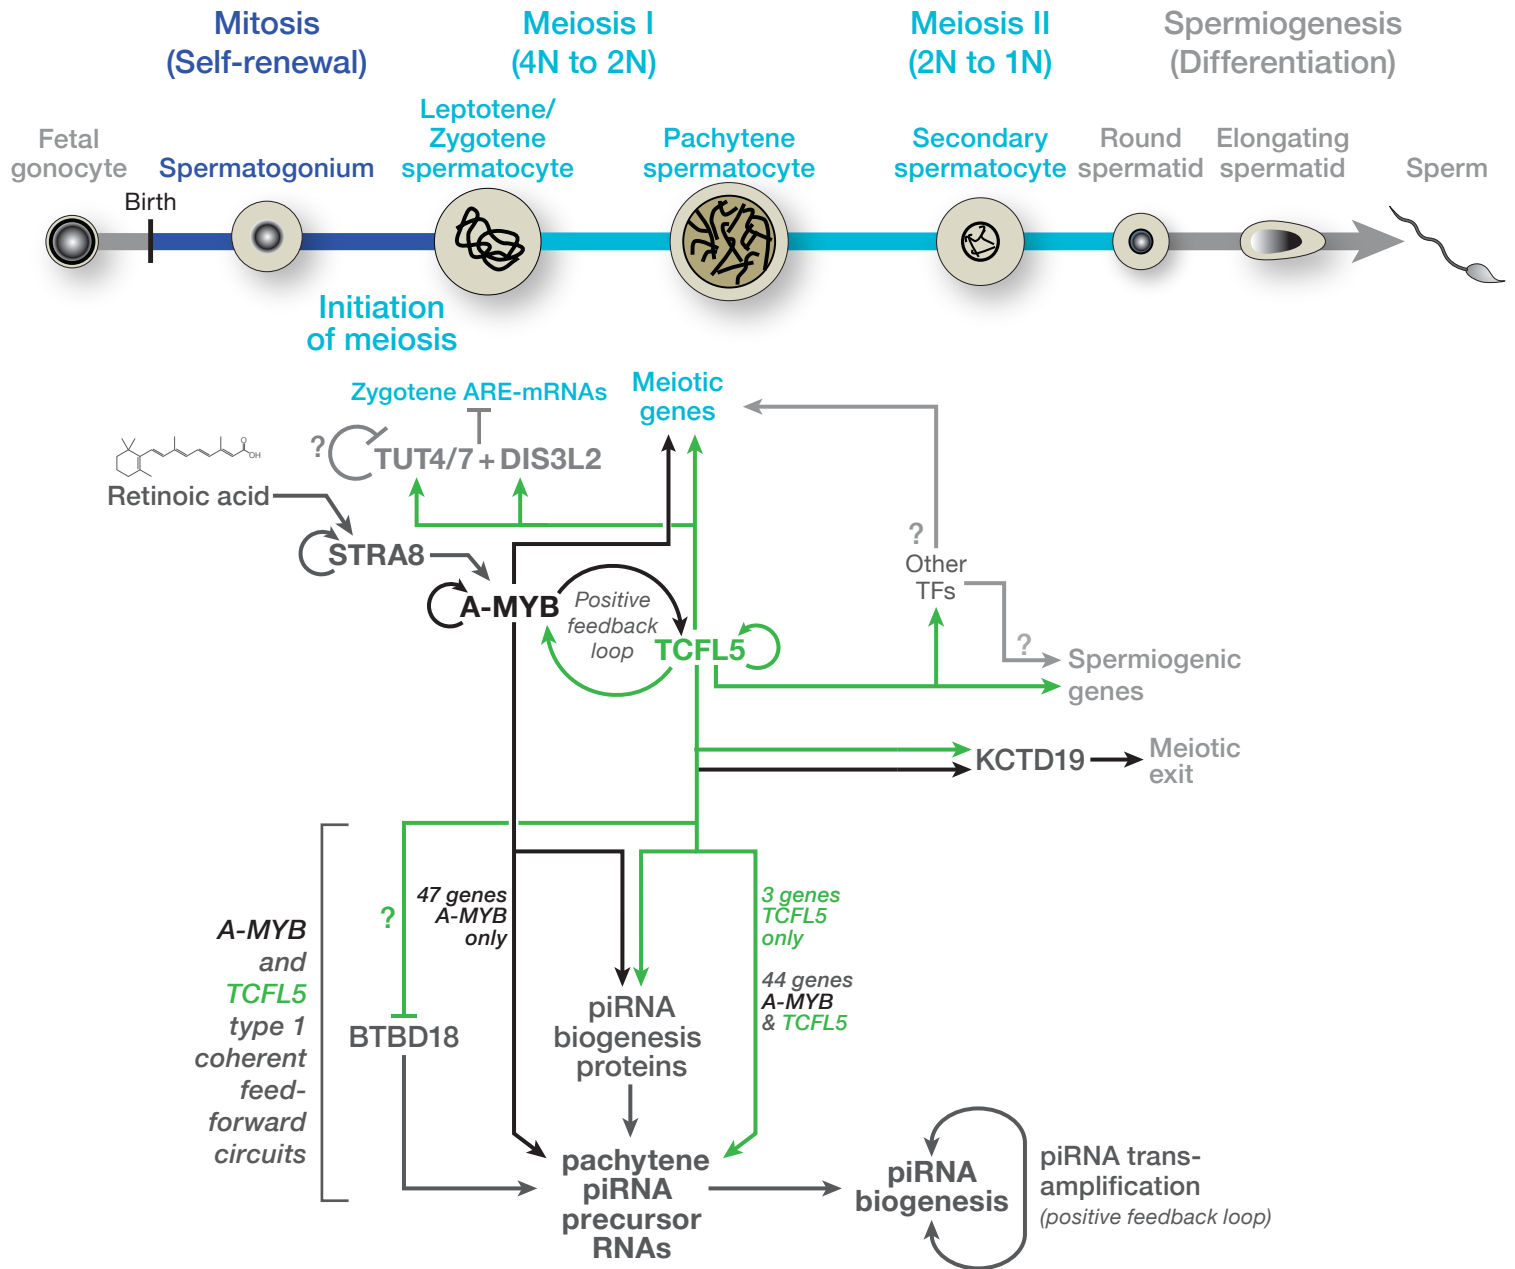 Mitosis
(Self-renewal)
Meiosis I
(4N to 2N)
Meiosis II
(2N to 1N)
Spermiogenesis
(Differentiation)
Fetal
gonocyte
Birth
Spermatogonium
Leptotene/
Zygotene
spermatocyte
Pachytene
spermatocyte
Secondary
spermatocyte
Round
spermatid
Elongating
spermatid
Sperm
Initiation
of meiosis
Zygotene ARE-mRNAs
Meiotic
genes
?
TUT4/7 + DIS3L2
O
OH
Retinoic acid
STRA8
A-MYB
Positive
feedback
loop
TCFL5
?
Other
TFs
?
Spermiogenic
genes
KCTD19
Meiotic
exit
A-MYB
and
TCFL5
type 1
coherent
feed-
forward
circuits
?
47 genes
A-MYB
only
3 genes
TCFL5
only
44 genes
A-MYB
& TCFL5
BTBD18
piRNA
biogenesis
proteins
pachytene
piRNA
precursor
RNAs
piRNA
biogenesis
piRNA trans-
amplification
(positive feedback loop)